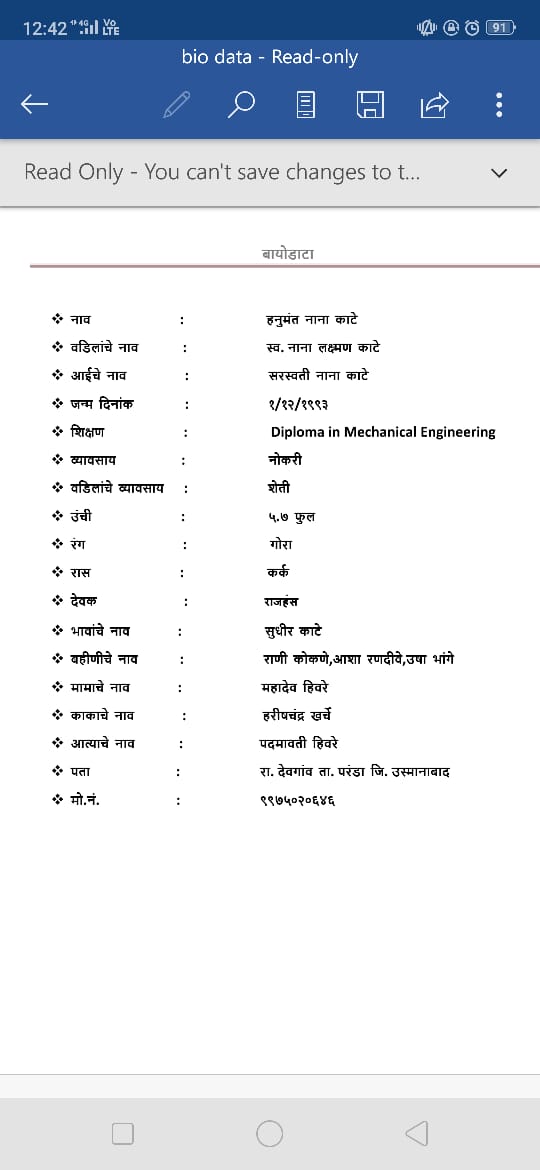 12:42 4G Vo LTE 91
bio data - Read-only
Read Only - You can't save changes to t...
बायोडाटा
❖ नाव : हनुमंत नाना काटे
❖ वडिलांचे नाव : स्व. नाना लक्ष्मण काटे
❖ आईचे नाव : सरस्वती नाना काटे
❖ जन्म दिनांक : १/१२/१९९३
❖ शिक्षण : Diploma in Mechanical Engineering
❖ व्यावसाय : नोकरी
❖ वडिलांचे व्यावसाय : शेती
❖ उंची : ५.७ फुल
❖ रंग : गोरा
❖ रास : कर्क
❖ देवक : राजहंस
❖ भावांचे नाव : सुधीर काटे
❖ बहीणीचे नाव : राणी कोकणे,आशा रणदीवे,उषा भांगे
❖ मामाचे नाव : महादेव हिवरे
❖ काकाचे नाव : हरीषचंद्र खर्चे
❖ आत्याचे नाव : पदमावती हिवरे
❖ पता : रा. देवगांव ता. परंडा जि. उस्मानाबाद
❖ मो.नं. : ९९७५०२०६४६